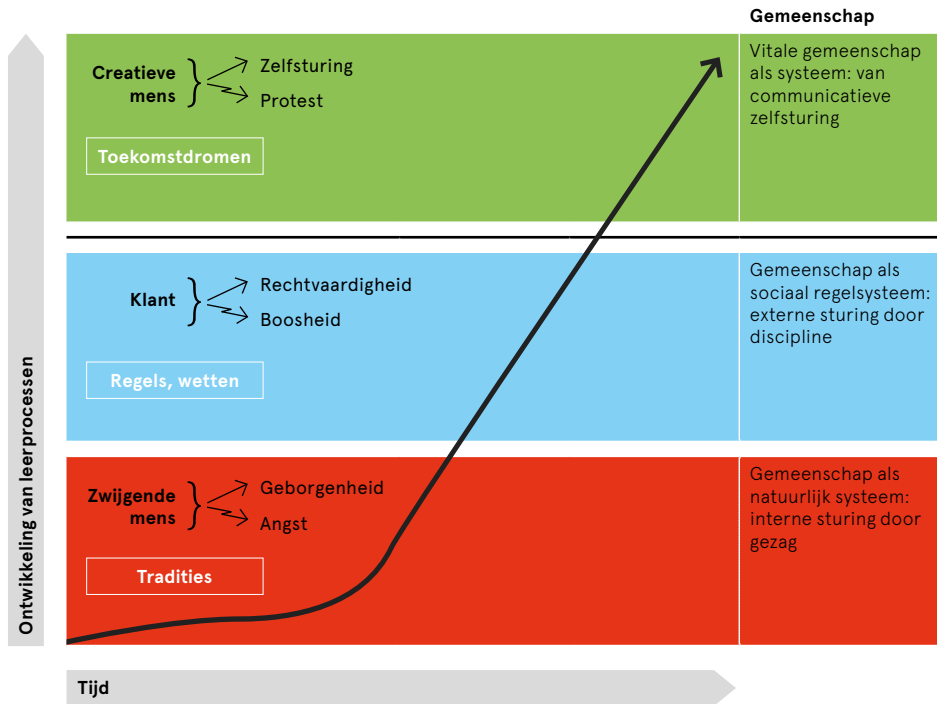 Gemeenschap
Creatieve
mens
Zelfsturing
Protest
Toekomstdromen
Vitale gemeenschap
als systeem: van
communicatieve
zelfsturing
Klant
Rechtvaardigheid
Boosheid
Regels, wetten
Gemeenschap als
sociaal regelsysteem:
externe sturing door
discipline
Zwijgende
mens
Geborgenheid
Angst
Tradities
Gemeenschap als
natuurlijk systeem:
interne sturing door
gezag
Ontwikkeling van leerprocessen
Tijd